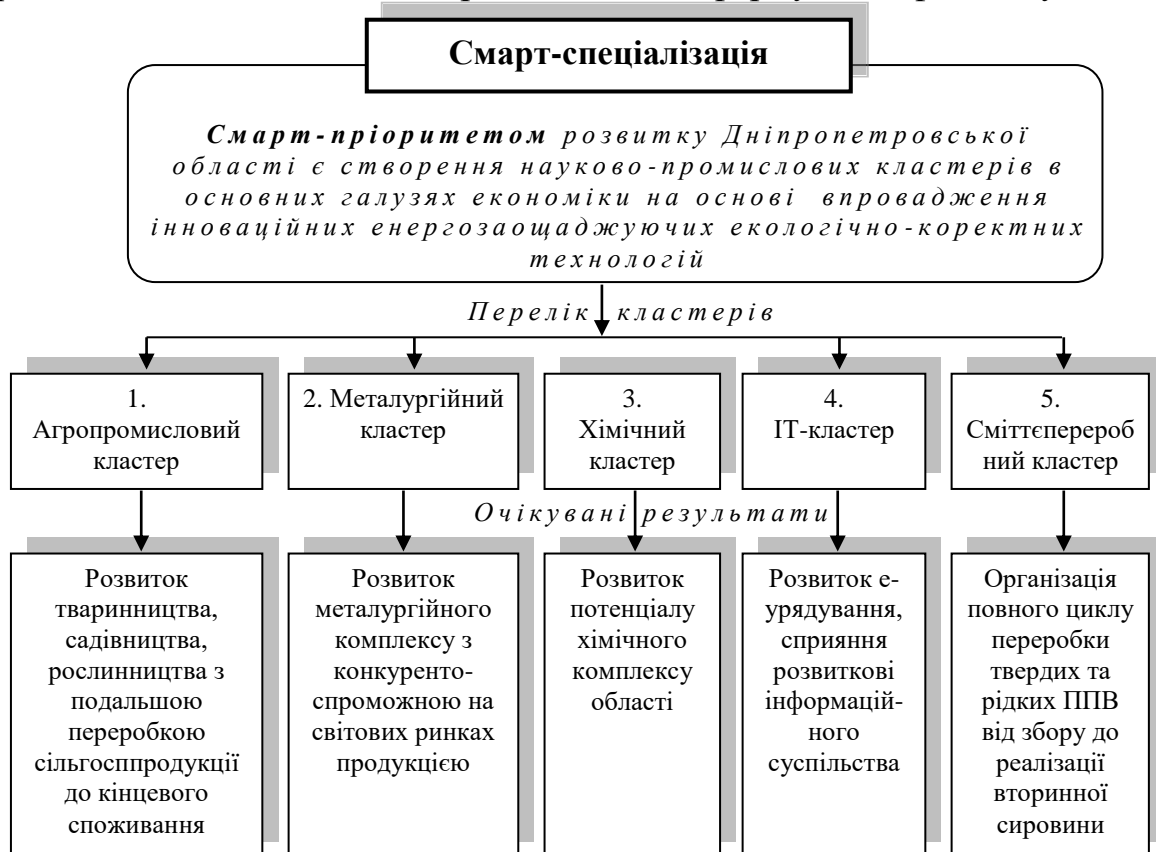 Смарт-спеціалізація
Смарт-пріоритетом розвитку Дніпропетровської
області є створення науково-промислових кластерів в
основних галузях економіки на основі впровадження
інноваційних енергозаощаджуючих екологічно-коректних
технологій
Перелік кластерів
1.
Агропромисловий
кластер
2. Металургійний
кластер
3.
Хімічний
кластер
4.
ІТ-кластер
5.
Сміттєперероб
ний кластер
Очікувані результати
Розвиток
тваринництва,
садівництва,
рослинництва з
подальшою
переробкою
сільгосппродукції
до кінцевого
споживання
Розвиток
металургійного
комплексу з
конкуренто-
спроможною на
світових ринках
продукцією
Розвиток
потенціалу
хімічного
комплексу
області
Розвиток е-
урядування,
сприяння
розвиткові
інформацій-
ного
суспільства
Організація
повного циклу
переробки
твердих та
рідких ППВ
від збору до
реалізації
вторинної
сировини